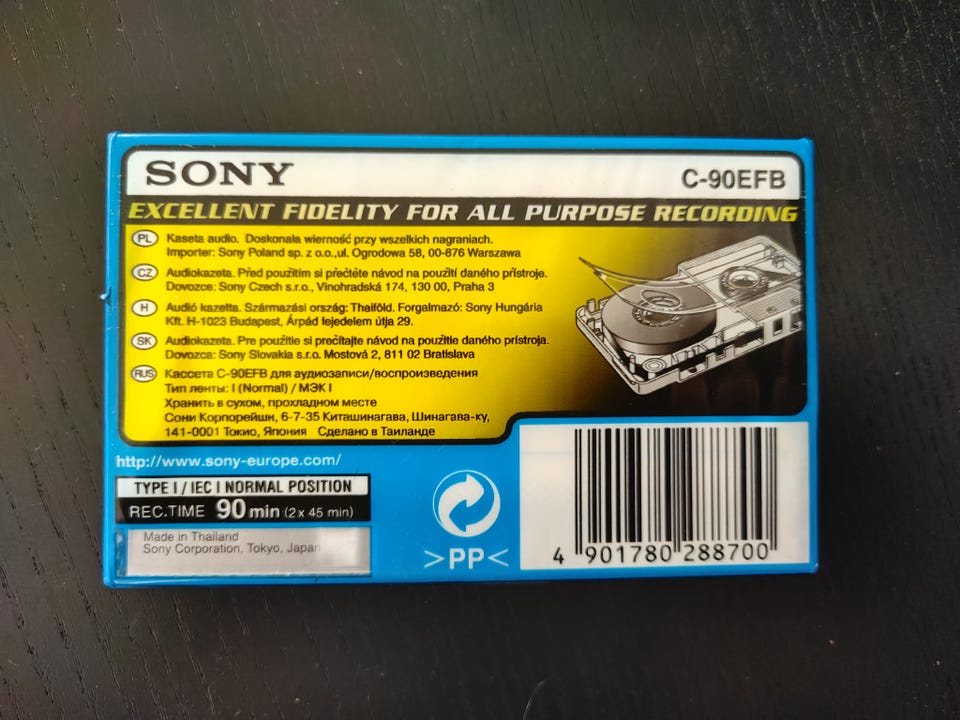 SONY
C-90EFB
EXCELLENT FIDELITY FOR ALL PURPOSE RECORDING
PL Kaseta audio. Doskonała wierność przy wszelkich nagraniach.
Importer: Sony Poland sp. z o.o.,ul. Ogrodowa 58, 00-876 Warszawa
CZ Audiokazeta. Před použitím si přečtěte návod na použití daného přístroje.
Dovozce: Sony Czech s.r.o., Vinohradská 174, 130 00, Praha 3
H Audió kazetta. Származási ország: Thaiföld. Forgalmazó: Sony Hungária
Kft. H-1023 Budapest, Árpád fejedelem útja 29.
SK Audiokazeta. Pre použitie si prečítajte návod na použitie daného prístroja.
Dovozca: Sony Slovakia s.r.o. Mostová 2, 811 02 Bratislava
RUS Кассета C-90EFB для аудиозаписи/воспроизведения
Тип ленты: I (Normal) / МЭК I
Хранить в сухом, прохладном месте
Сони Корпорейшн, 6-7-35 Киташинагава, Шинагава-ку,
141-0001 Токио, Япония Сделано в Таиланде
http://www.sony-europe.com/
TYPE I / IEC I NORMAL POSITION
REC.TIME 90 min (2 x 45 min)
Made in Thailand
Sony Corporation, Tokyo, Japan
>PP<
4 901780 288700